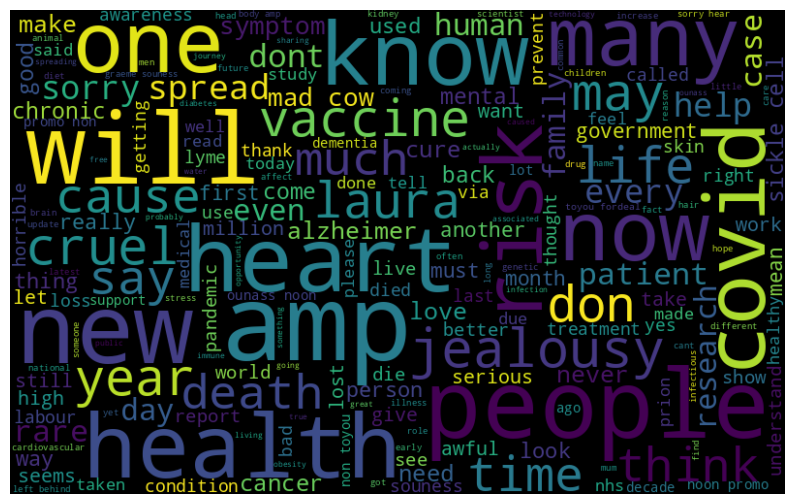 awareness
head
body amp
kidney
scientist
technology
increase
sorry hear
make
animal
said
spreading
good
diet
men
journey
future
sharing
graeme souness
one
symptom
used
human
dont
study
know
prevent
many
case
children
called
common
ounass
little
reason
care
sorry
spread
mad cow
mental
want
family
may
feel
help
government
skin
sickle cell
chronic
promo non
getting
diabetes
well
read
free
lyme
thank
today
vaccine
dementia
actually
cure
caused
much
will
water
affect
done
tell
lot
via
back
drug
name
life
right
horrible
brain
update
cause
first
come
even
laura
another
risk
thought
toyou fordeal
fact
hair
every
now
hope
work
covid
really
probably
use
million
alzheimer
associated
cruel
medical
please
often
live
must
month
genetic
long
infection
patient
mean
thing
latest
say
heart
opportunity
pandemic
died
last
don
take
let
loss
support
stress
ounass noon
love
better
due
treatment
yes
made
different
healthy
new
someone
public
immune
something
amp
jealousy
research
national
going
year
world
lost
die
serious
never
infectious
show
understand
still
high
day
death
person
labour
yet
report
true
non toyou
give
illness
ago
prion
people
rare
cardiovascular
health
great
bad
awful
look
think
way
living
see
role
need
early
time
find
seems
obesity
souness
nhs
decade
mum
noon promo
left behind
taken
condition
cancer
got
coming
cant